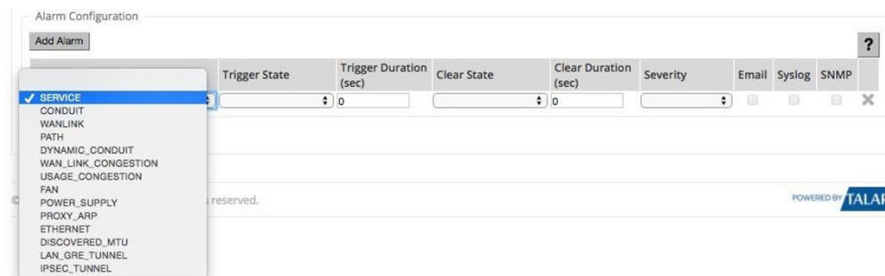 Alarm Configuration
Add Alarm
?
Trigger State
Trigger Duration (sec)
Clear State
Clear Duration (sec)
Severity
Email
Syslog
SNMP
✓ SERVICE
0
0
CONDUIT
WANLINK
PATH
DYNAMIC_CONDUIT
WAN_LINK_CONGESTION
USAGE_CONGESTION
FAN
POWER_SUPPLY
PROXY_ARP
ETHERNET
DISCOVERED_MTU
LAN_GRE_TUNNEL
IPSEC_TUNNEL
©
reserved.
POWERED BY TALAR